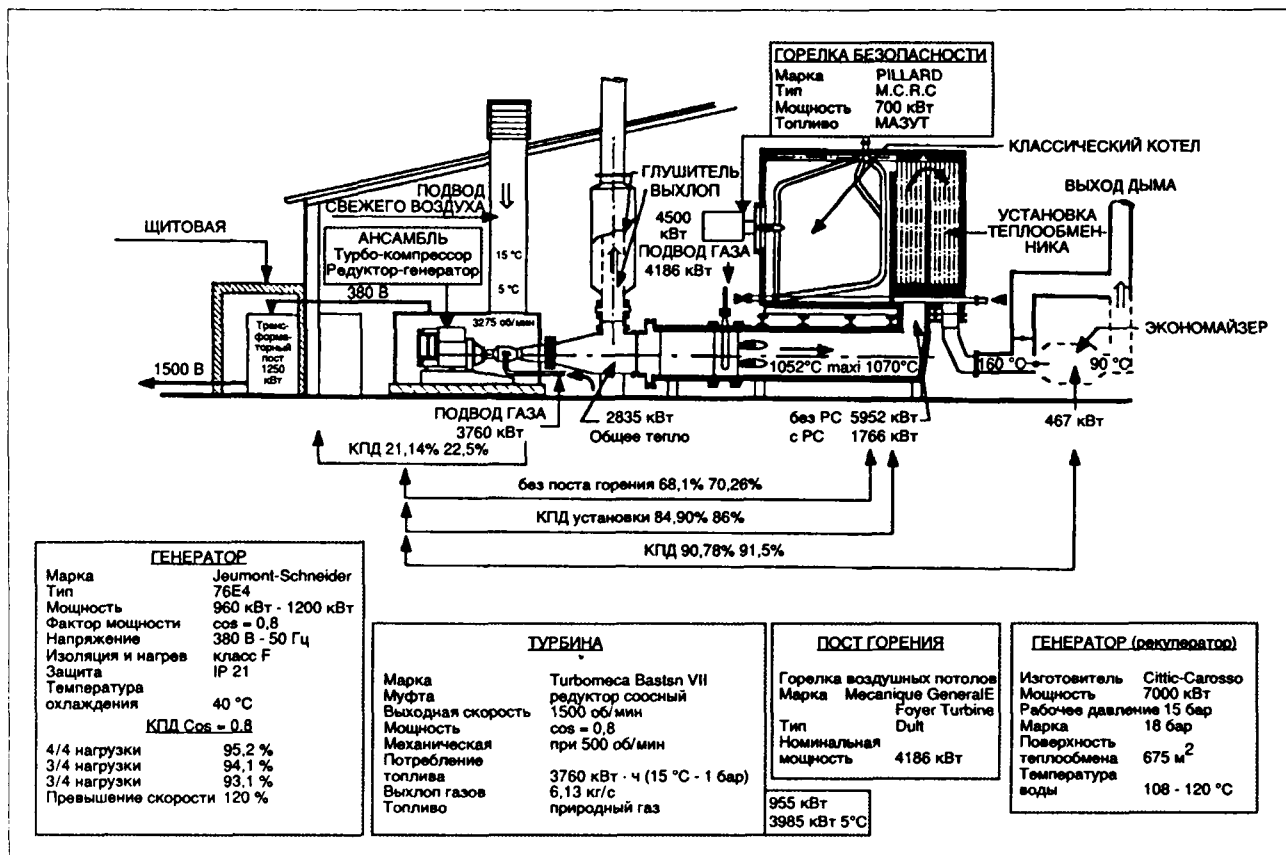 ГОРЕЛКА БЕЗОПАСНОСТИ
Марка PILLARD
Тип M.C.R.C
Мощность 700 кВт
Топливо МАЗУТ
КЛАССИЧЕСКИЙ КОТЕЛ
ВЫХОД ДЫМА
УСТАНОВКА
ТЕПЛООБМЕН-
НИКА
ЭКОНОМАЙЗЕР
ГЛУШИТЕЛЬ
ВЫХЛОП
4500
кВт
ПОДВОД ГАЗА
4186 кВт
ПОДВОД
СВЕЖЕГО ВОЗДУХА
15 °C
5 °C
ЩИТОВАЯ
АНСАМБЛЬ
Турбо-компрессор
Редуктор-генератор
380 В
3275 об/мин
Транс-
форма-
торный
пост
1250
кВт
1500 В
1052°C maxi 1070°C
160 °C
90 °C
ПОДВОД ГАЗА
3760 кВт
2835 кВт
Общее тепло
без РС 5952 кВт
с РС 1766 кВт
467 кВт
КПД 21,14% 22,5%
без поста горения 68,1% 70,26%
КПД установки 84,90% 86%
КПД 90,78% 91,5%
ГЕНЕРАТОР
Марка Jeumont-Schneider
Тип 76E4
Мощность 960 кВт - 1200 кВт
Фактор мощности cos = 0,8
Напряжение 380 В - 50 Гц
Изоляция и нагрев класс F
Защита IP 21
Температура
охлаждения 40 °C
КПД Cos = 0.8
4/4 нагрузки 95,2 %
3/4 нагрузки 94,1 %
3/4 нагрузки 93,1 %
Превышение скорости 120 %
ТУРБИНА
Марка Turbomeca Bastsn VII
Муфта редуктор соосный
Выходная скорость 1500 об/мин
Мощность cos = 0,8
Механическая при 500 об/мин
Потребление
топлива 3760 кВт · ч (15 °C - 1 бар)
Выхлоп газов 6,13 кг/с
Топливо природный газ
ПОСТ ГОРЕНИЯ
Горелка воздушных потолов
Марка Mecanique GeneralE
Foyer Turbine
Тип Dult
Номинальная
мощность 4186 кВт
955 кВт
3985 кВт 5°C
ГЕНЕРАТОР (рекуператор)
Изготовитель Cittic-Carosso
Мощность 7000 кВт
Рабочее давление 15 бар
Марка 18 бар
Поверхность
теплообмена 675 м2
Температура
воды 108 - 120 °C